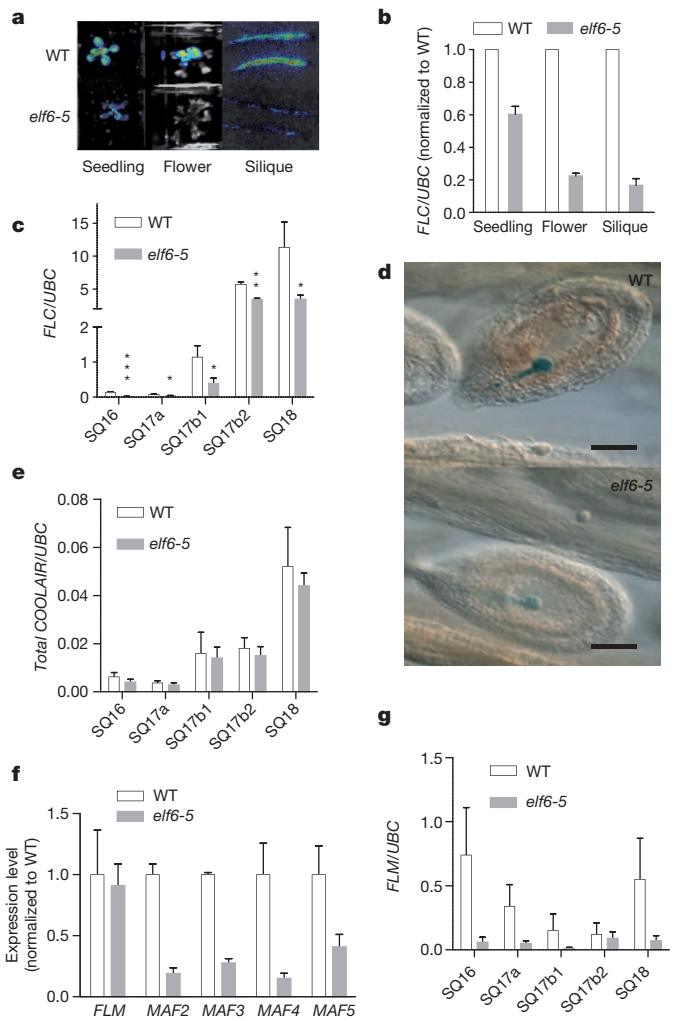 a
WT
elf6-5
Seedling Flower Silique
b
WT elf6-5
FLC/UBC (normalized to WT)
1.0
0.8
0.6
0.4
0.2
0.0
Seedling Flower Silique
c
WT
elf6-5
FLC/UBC
15
10
5
2
1
0
***
*
*
**
*
SQ16 SQ17a SQ17b1 SQ17b2 SQ18
d
WT
elf6-5
e
WT
elf6-5
Total COOLAIR/UBC
0.08
0.06
0.04
0.02
0.00
SQ16 SQ17a SQ17b1 SQ17b2 SQ18
f
WT
elf6-5
Expression level
(normalized to WT)
1.5
1.0
0.5
0.0
FLM MAF2 MAF3 MAF4 MAF5
g
WT
elf6-5
FLM/UBC
1.5
1.0
0.5
0.0
SQ16 SQ17a SQ17b1 SQ17b2 SQ18